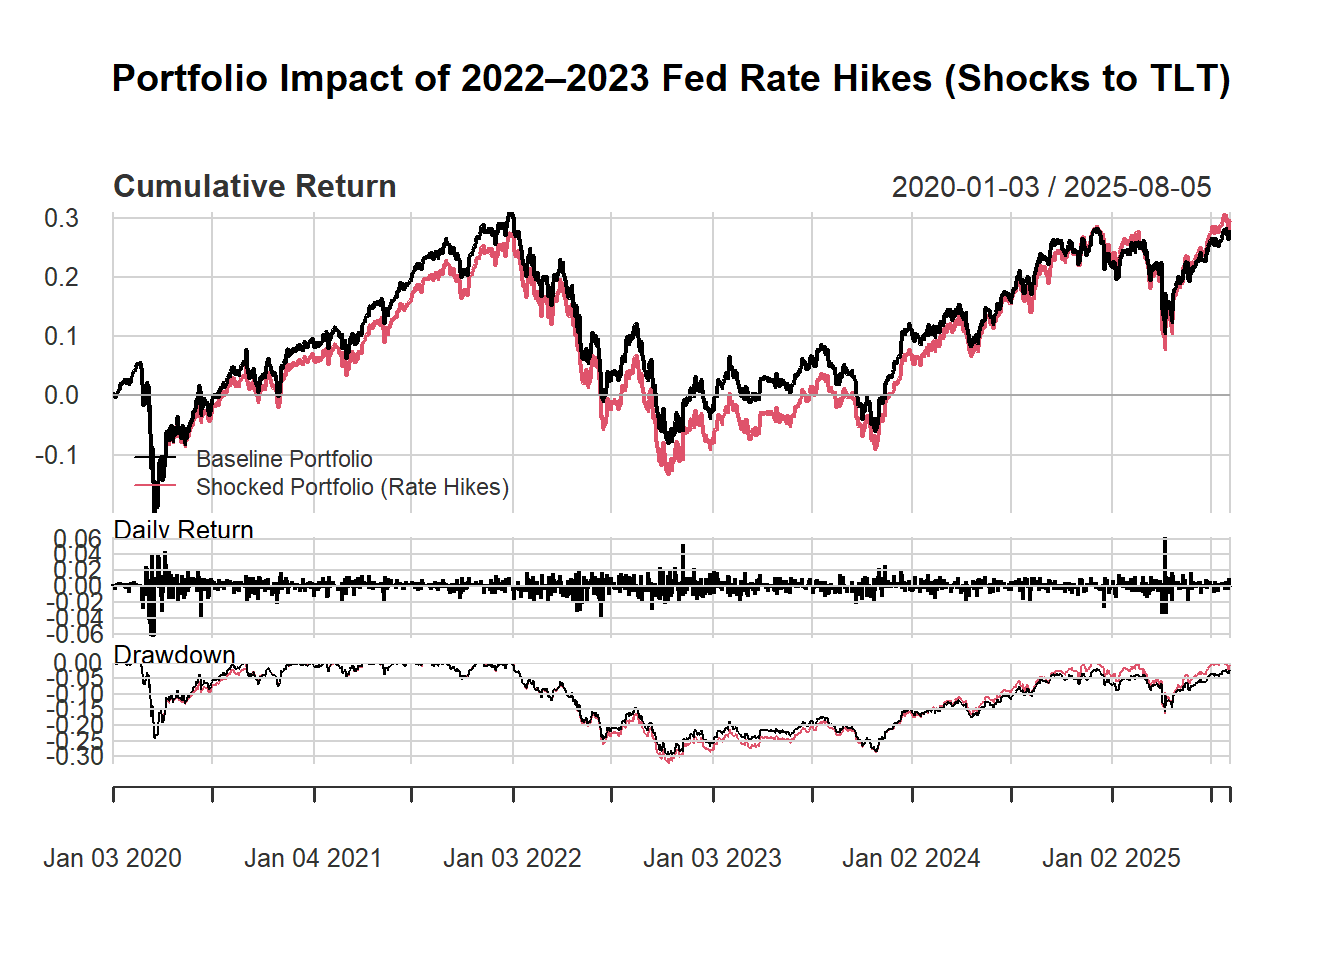 Portfolio Impact of 2022–2023 Fed Rate Hikes (Shocks to TLT)
Cumulative Return 2020-01-03 / 2025-08-05
0.3
0.2
0.1
0.0
-0.1
Baseline Portfolio
Shocked Portfolio (Rate Hikes)
Daily Return
0.06
0.04
0.02
0.00
-0.02
-0.04
-0.06
Drawdown
0.00
-0.05
-0.10
-0.15
-0.20
-0.25
-0.30
Jan 03 2020 Jan 04 2021 Jan 03 2022 Jan 03 2023 Jan 02 2024 Jan 02 2025